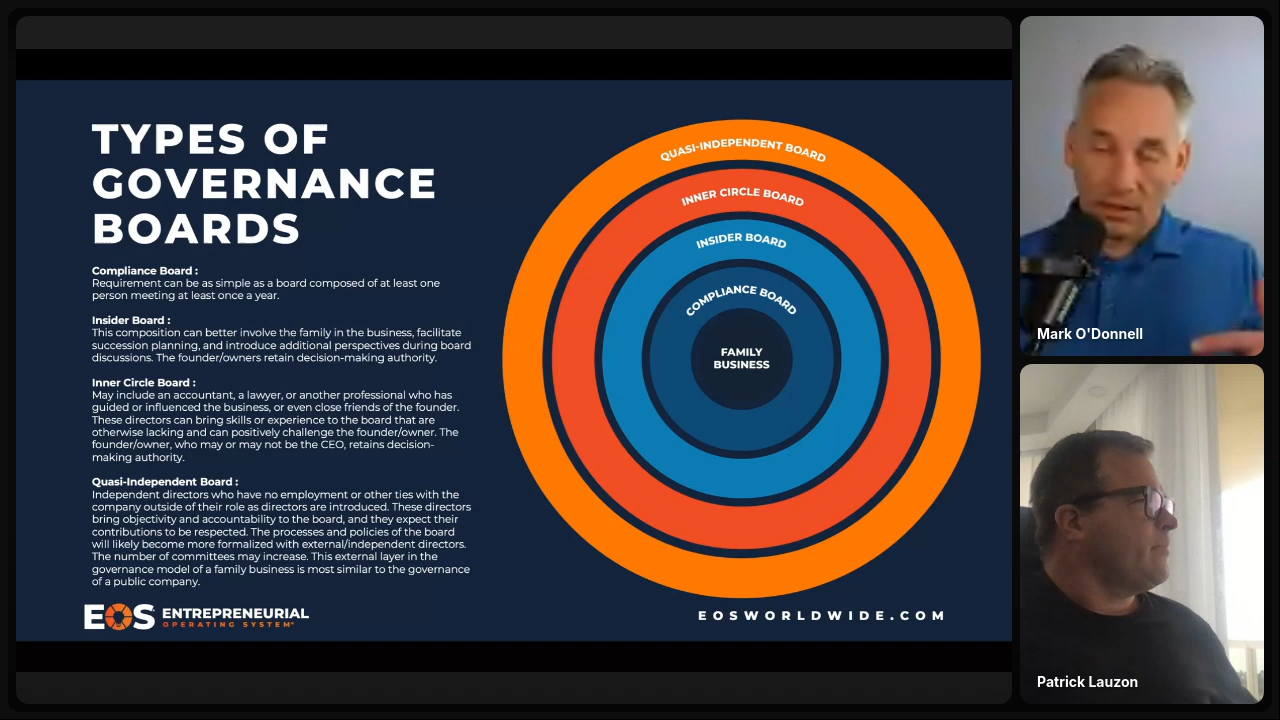 TYPES OF
GOVERNANCE
BOARDS
Compliance Board :
Requirement can be as simple as a board composed of at least one
person meeting at least once a year.
Insider Board :
This composition can better involve the family in the business, facilitate
succession planning, and introduce additional perspectives during board
discussions. The founder/owners retain decision-making authority.
Inner Circle Board :
May include an accountant, a lawyer, or another professional who has
guided or influenced the business, or even close friends of the founder.
These directors can bring skills or experience to the board that are
otherwise lacking and can positively challenge the founder/owner. The
founder/owner, who may or may not be the CEO, retains decision-
making authority.
Quasi-Independent Board :
Independent directors who have no employment or other ties with the
company outside of their role as directors are introduced. These directors
bring objectivity and accountability to the board, and they expect their
contributions to be respected. The processes and policies of the board
will likely become more formalized with external/independent directors.
The number of committees may increase. This external layer in the
governance model of a family business is most similar to the governance
of a public company.
EOS ENTREPRENEURIAL
OPERATING SYSTEM
QUASI-INDEPENDENT BOARD
INNER CIRCLE BOARD
INSIDER BOARD
COMPLIANCE BOARD
FAMILY
BUSINESS
EOSWORLDWIDE.COM
Mark O'Donnell
Patrick Lauzon